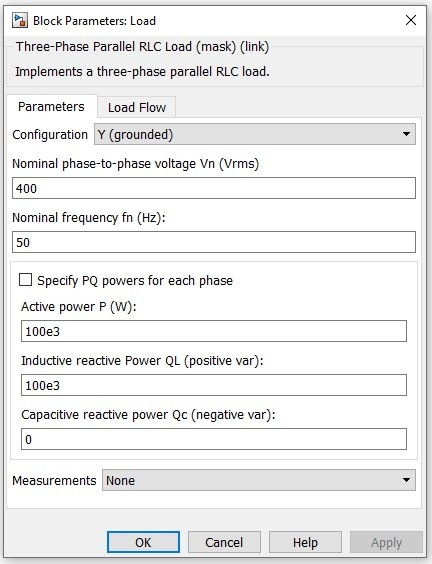 Block Parameters: Load
Three-Phase Parallel RLC Load (mask) (link)
Implements a three-phase parallel RLC load.
Parameters Load Flow
Configuration Y (grounded)
Nominal phase-to-phase voltage Vn (Vrms)
400
Nominal frequency fn (Hz):
50
Specify PQ powers for each phase
Active power P (W):
100e3
Inductive reactive Power QL (positive var):
100e3
Capacitive reactive power Qc (negative var):
0
Measurements None
OK Cancel Help Apply